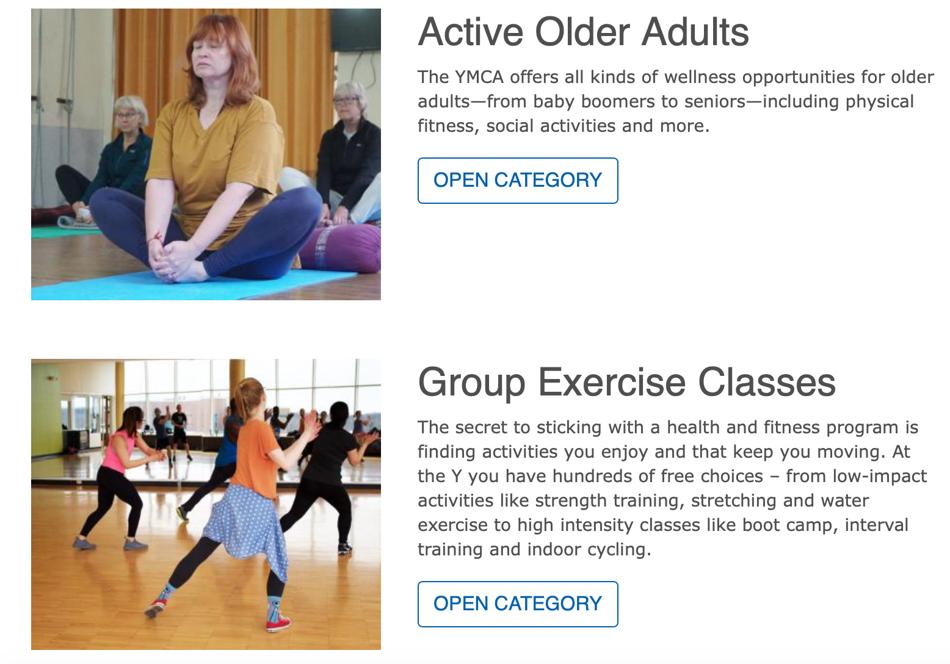 Active Older Adults
The YMCA offers all kinds of wellness opportunities for older
adults—from baby boomers to seniors—including physical
fitness, social activities and more.
OPEN CATEGORY
Group Exercise Classes
The secret to sticking with a health and fitness program is
finding activities you enjoy and that keep you moving. At
the Y you have hundreds of free choices – from low-impact
activities like strength training, stretching and water
exercise to high intensity classes like boot camp, interval
training and indoor cycling.
OPEN CATEGORY